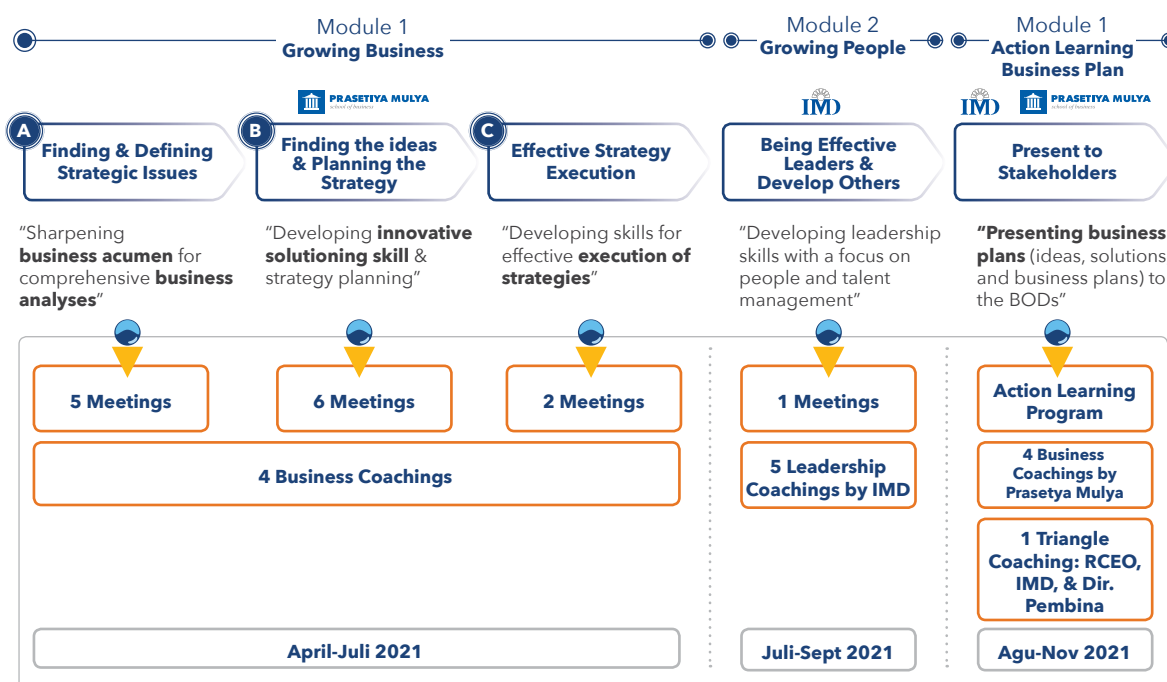 Module 1
Growing Business
Module 2
Growing People
Module 1
Action Learning
Business Plan
PRASETIYA MULYA
school of business
IMD
IMD
PRASETIYA MULYA
school of business
A
Finding & Defining
Strategic Issues
B
Finding the ideas
& Planning the
Strategy
C
Effective Strategy
Execution
Being Effective
Leaders &
Develop Others
Present to
Stakeholders
“Sharpening
business acumen for
comprehensive business
analyses”
“Developing innovative
solutioning skill &
strategy planning”
“Developing skills for
effective execution of
strategies”
“Developing leadership
skills with a focus on
people and talent
management”
“Presenting business
plans (ideas, solutions
and business plans) to
the BODs”
5 Meetings
6 Meetings
2 Meetings
1 Meetings
Action Learning
Program
4 Business Coachings
5 Leadership
Coachings by IMD
4 Business
Coachings by
Prasetya Mulya
1 Triangle
Coaching: RCEO,
IMD, & Dir.
Pembina
April-Juli 2021
Juli-Sept 2021
Agu-Nov 2021